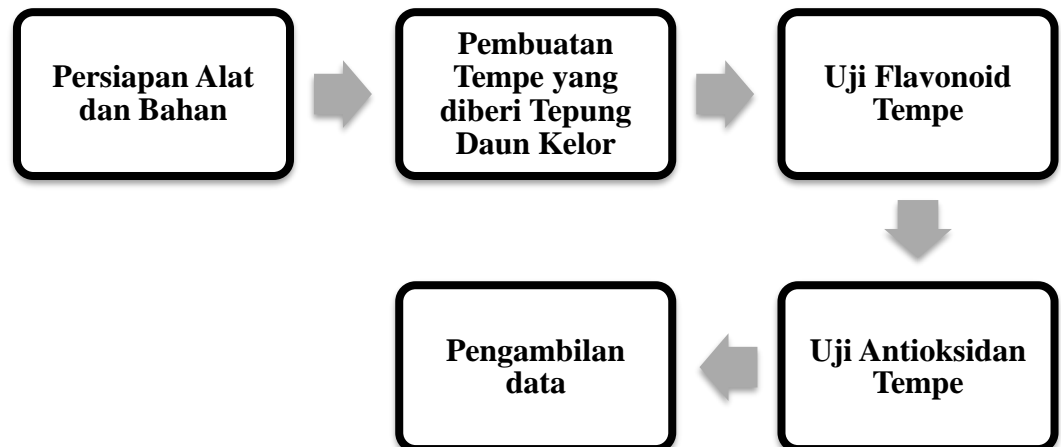 Persiapan Alat
dan Bahan
Pembuatan
Tempe yang
diberi Tepung
Daun Kelor
Uji Flavonoid
Tempe
Uji Antioksidan
Tempe
Pengambilan
data